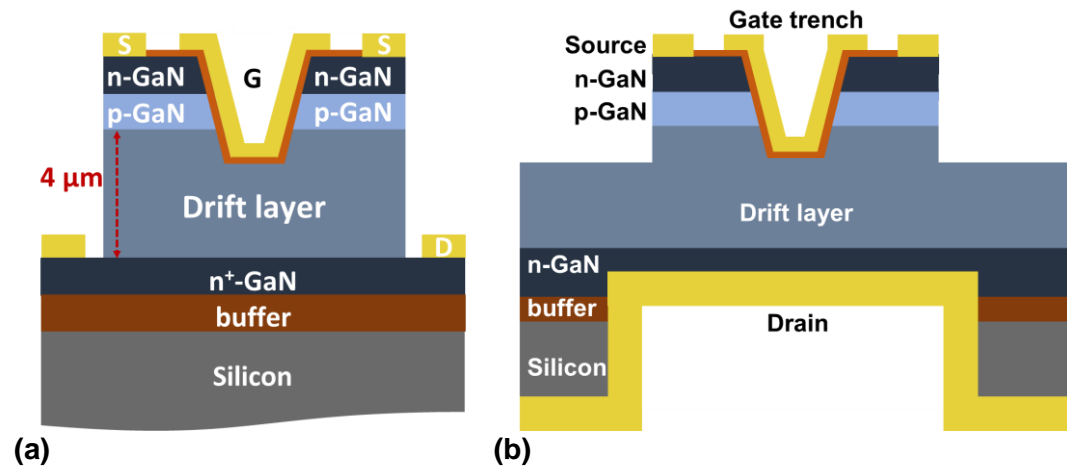 S
S
n-GaN
G
n-GaN
p-GaN
p-GaN
4 μm
Drift layer
D
n⁺-GaN
buffer
Silicon
(a)
Gate trench
Source
n-GaN
p-GaN
Drift layer
n-GaN
buffer
Drain
Silicon
(b)